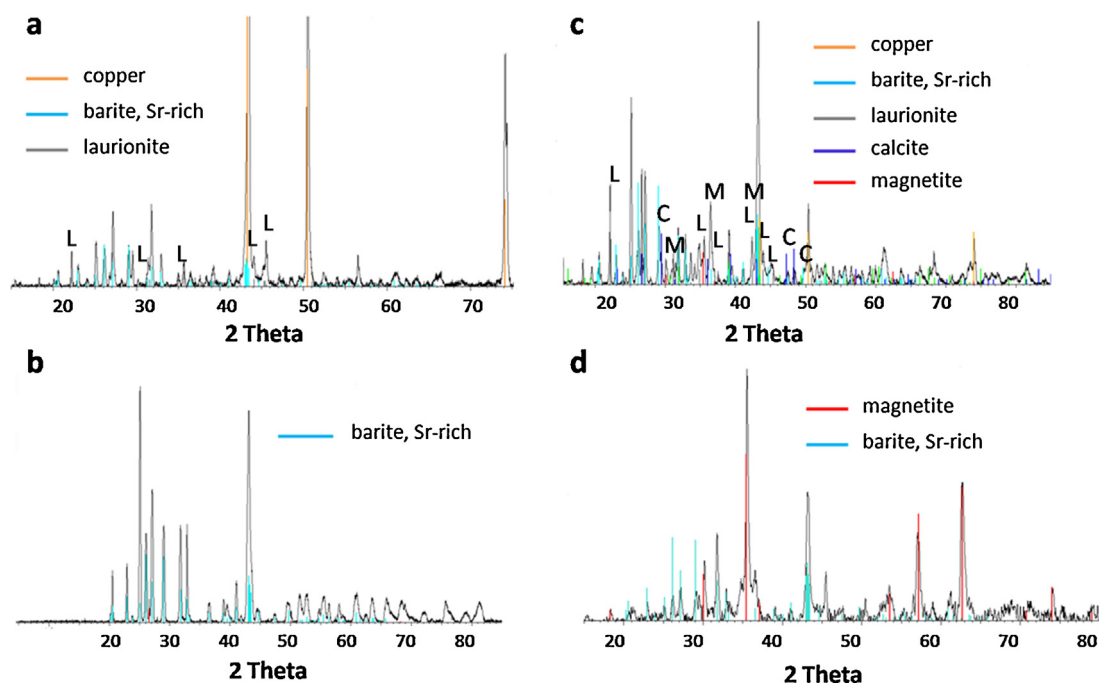 a
copper
barite, Sr-rich
laurionite
L
L
L
L
L
20 30 40 50 60 70
2 Theta
b
barite, Sr-rich
20 30 40 50 60 70 80
2 Theta
c
copper
barite, Sr-rich
laurionite
calcite
magnetite
L
C
M
M
L
M
L
L
L
C
C
20 30 40 50 60 70 80
2 Theta
d
magnetite
barite, Sr-rich
20 30 40 50 60 70 80
2 Theta